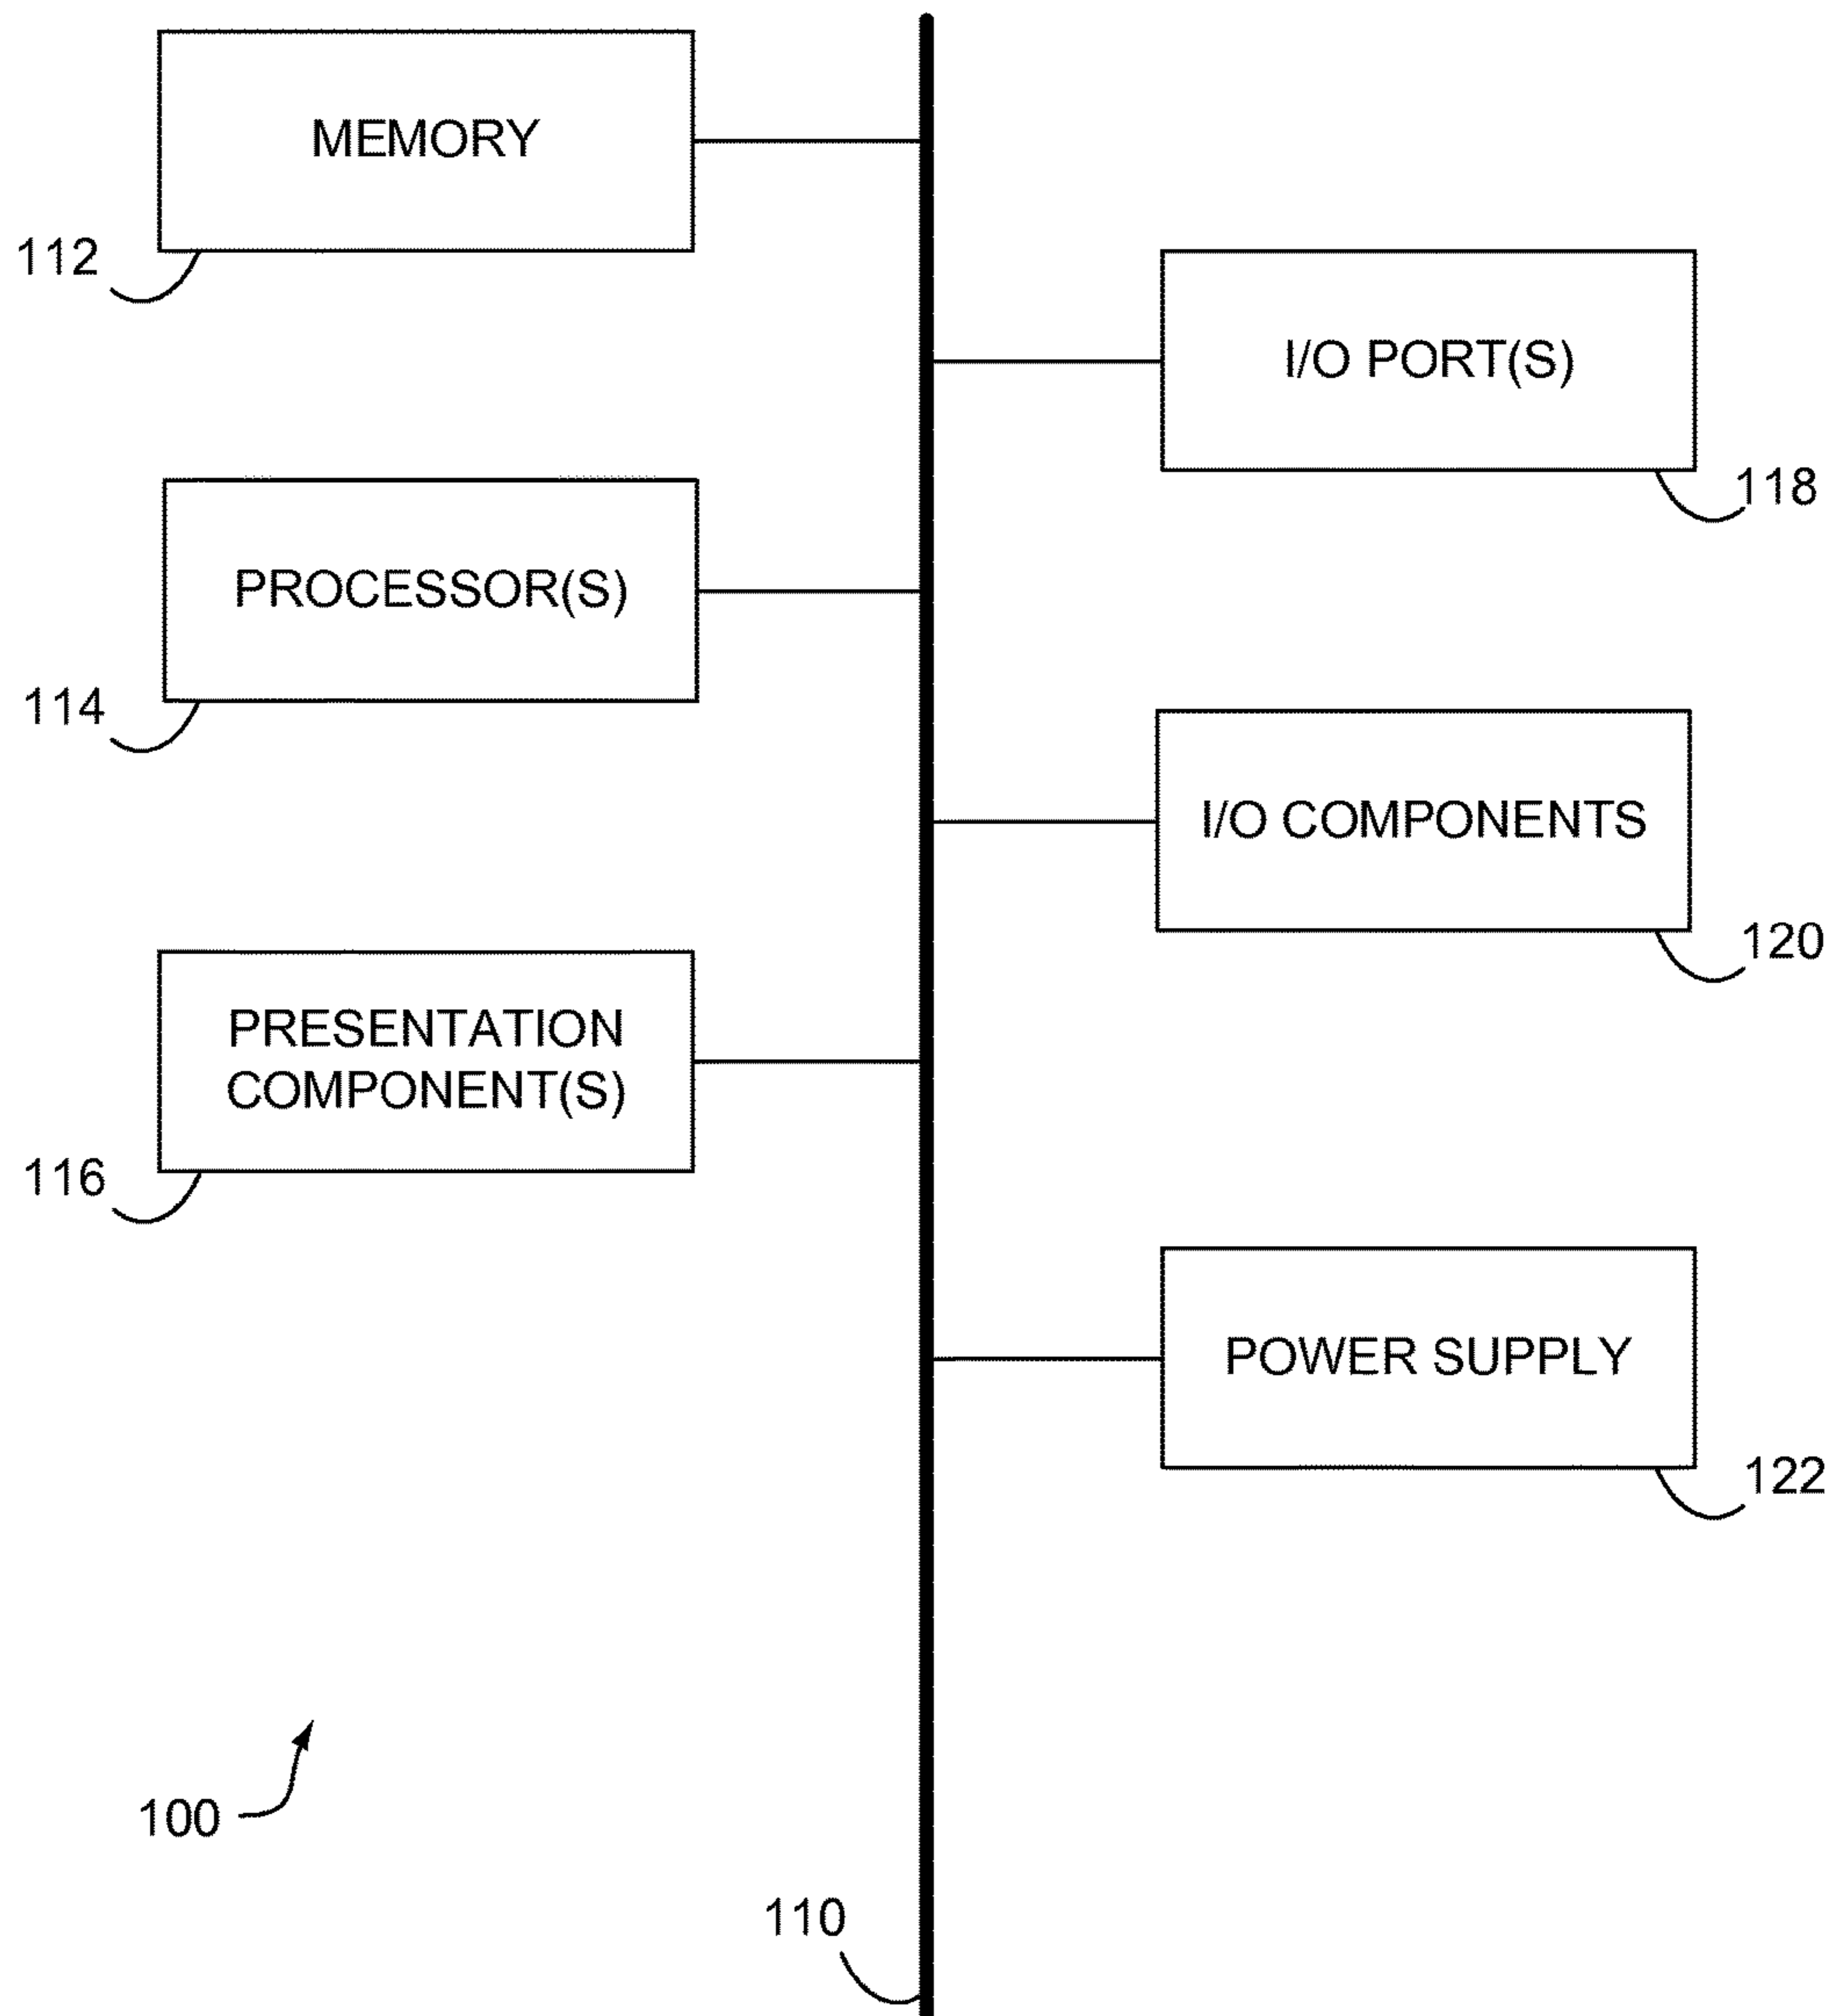 MEMORY
112
I/O PORT(S)
118
PROCESSOR(S)
114
I/O COMPONENTS
120
PRESENTATION
COMPONENT(S)
116
POWER SUPPLY
122
100
110